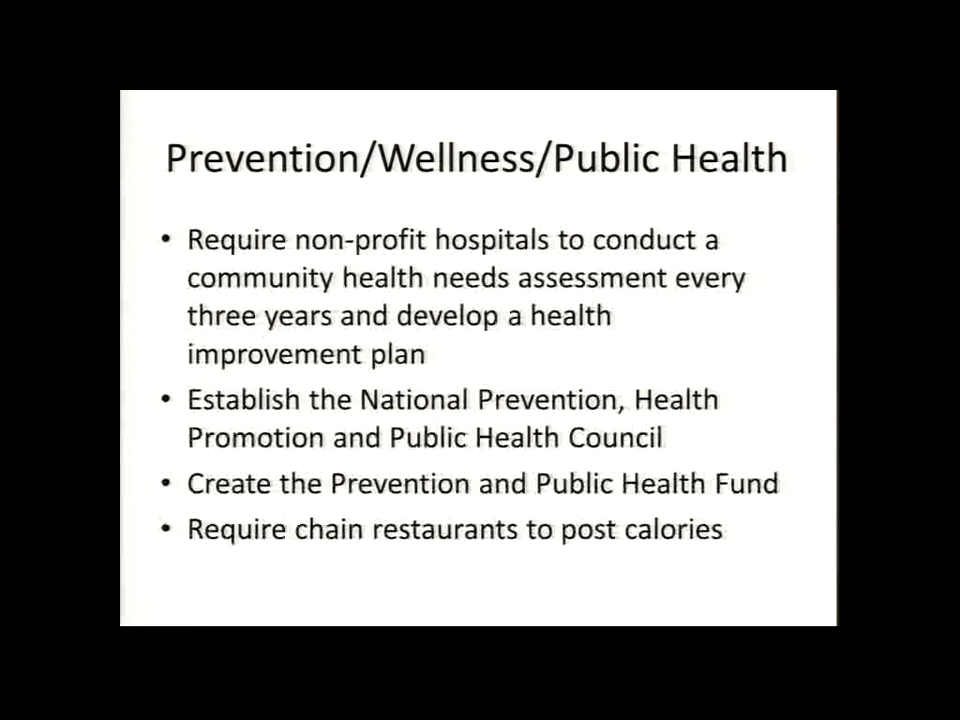 Prevention/Wellness/Public Health
• Require non-profit hospitals to conduct a
community health needs assessment every
three years and develop a health
improvement plan
• Establish the National Prevention, Health
Promotion and Public Health Council
• Create the Prevention and Public Health Fund
• Require chain restaurants to post calories